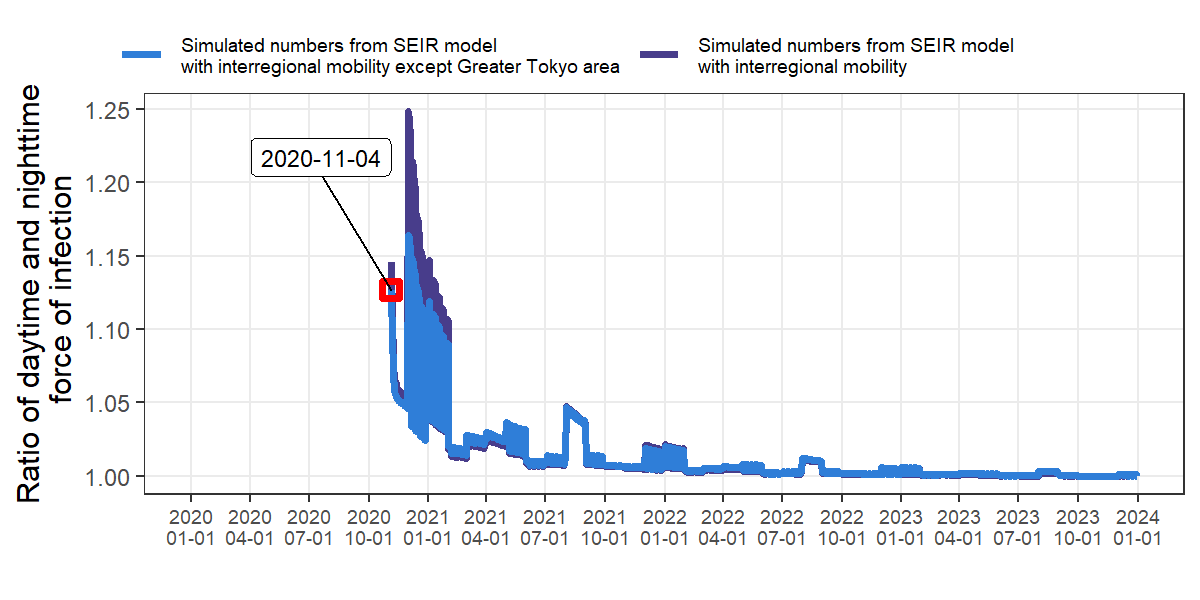 Simulated numbers from SEIR model
with interregional mobility except Greater Tokyo area
Simulated numbers from SEIR model
with interregional mobility
Ratio of daytime and nighttime
force of infection
1.25
1.20
1.15
1.10
1.05
1.00
2020-11-04
2020 2020 2020 2020 2021 2021 2021 2021 2022 2022 2022 2022 2023 2023 2023 2023 2024
01-01 04-01 07-01 10-01 01-01 04-01 07-01 10-01 01-01 04-01 07-01 10-01 01-01 04-01 07-01 10-01 01-01